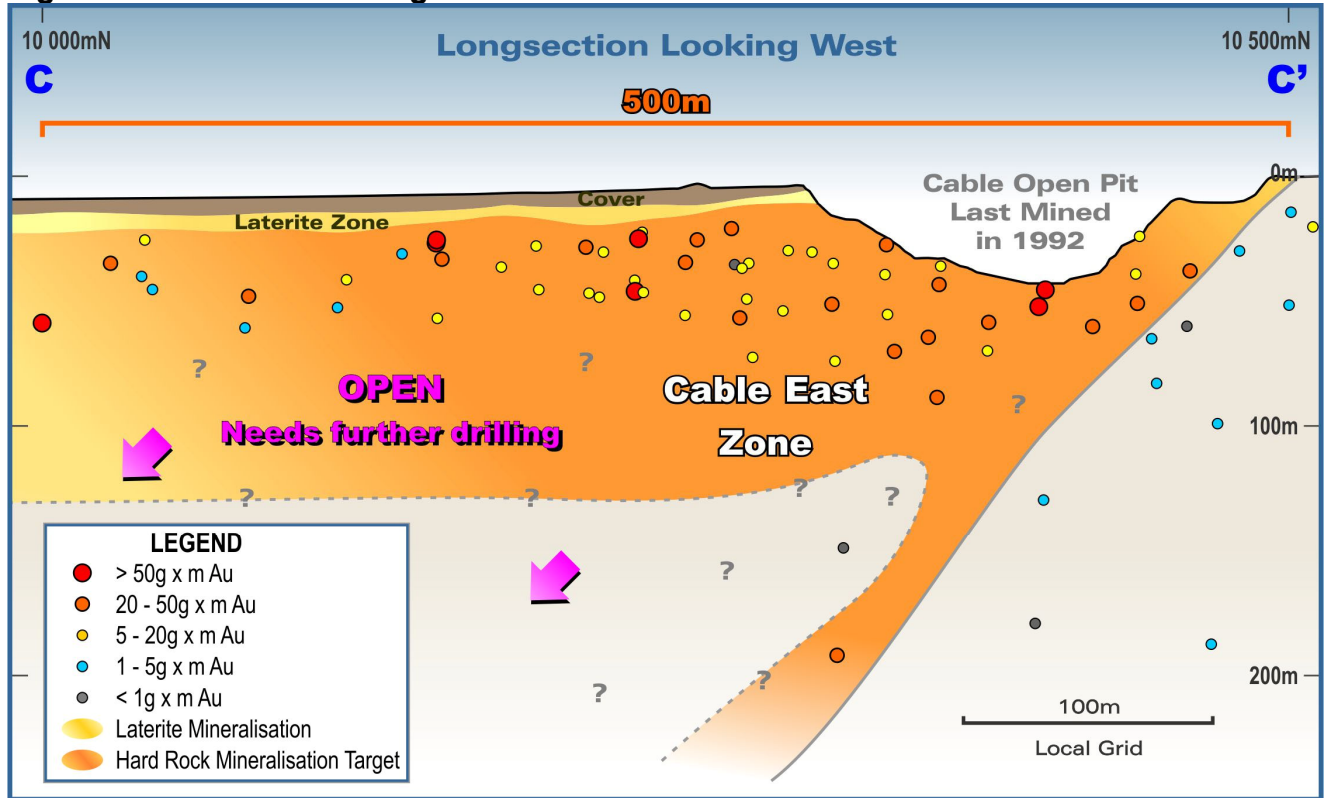 10 000mN
Longsection Looking West
10 500mN
C
C’
500m
0m
Cable Open Pit
Last Mined
in 1992
Cover
Laterite Zone
?
?
OPEN
Needs further drilling
Cable East
Zone
?
100m
?
?
?
?
?
?
?
200m
100m
Local Grid
LEGEND
> 50g x m Au
20 - 50g x m Au
5 - 20g x m Au
1 - 5g x m Au
< 1g x m Au
Laterite Mineralisation
Hard Rock Mineralisation Target